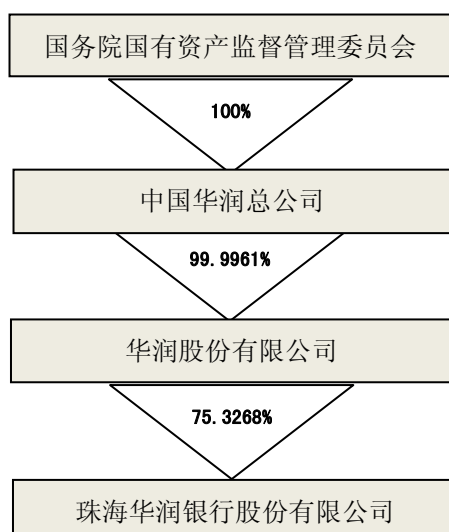 国务院国有资产监督管理委员会
100%
中国华润总公司
99.9961%
华润股份有限公司
75.3268%
珠海华润银行股份有限公司